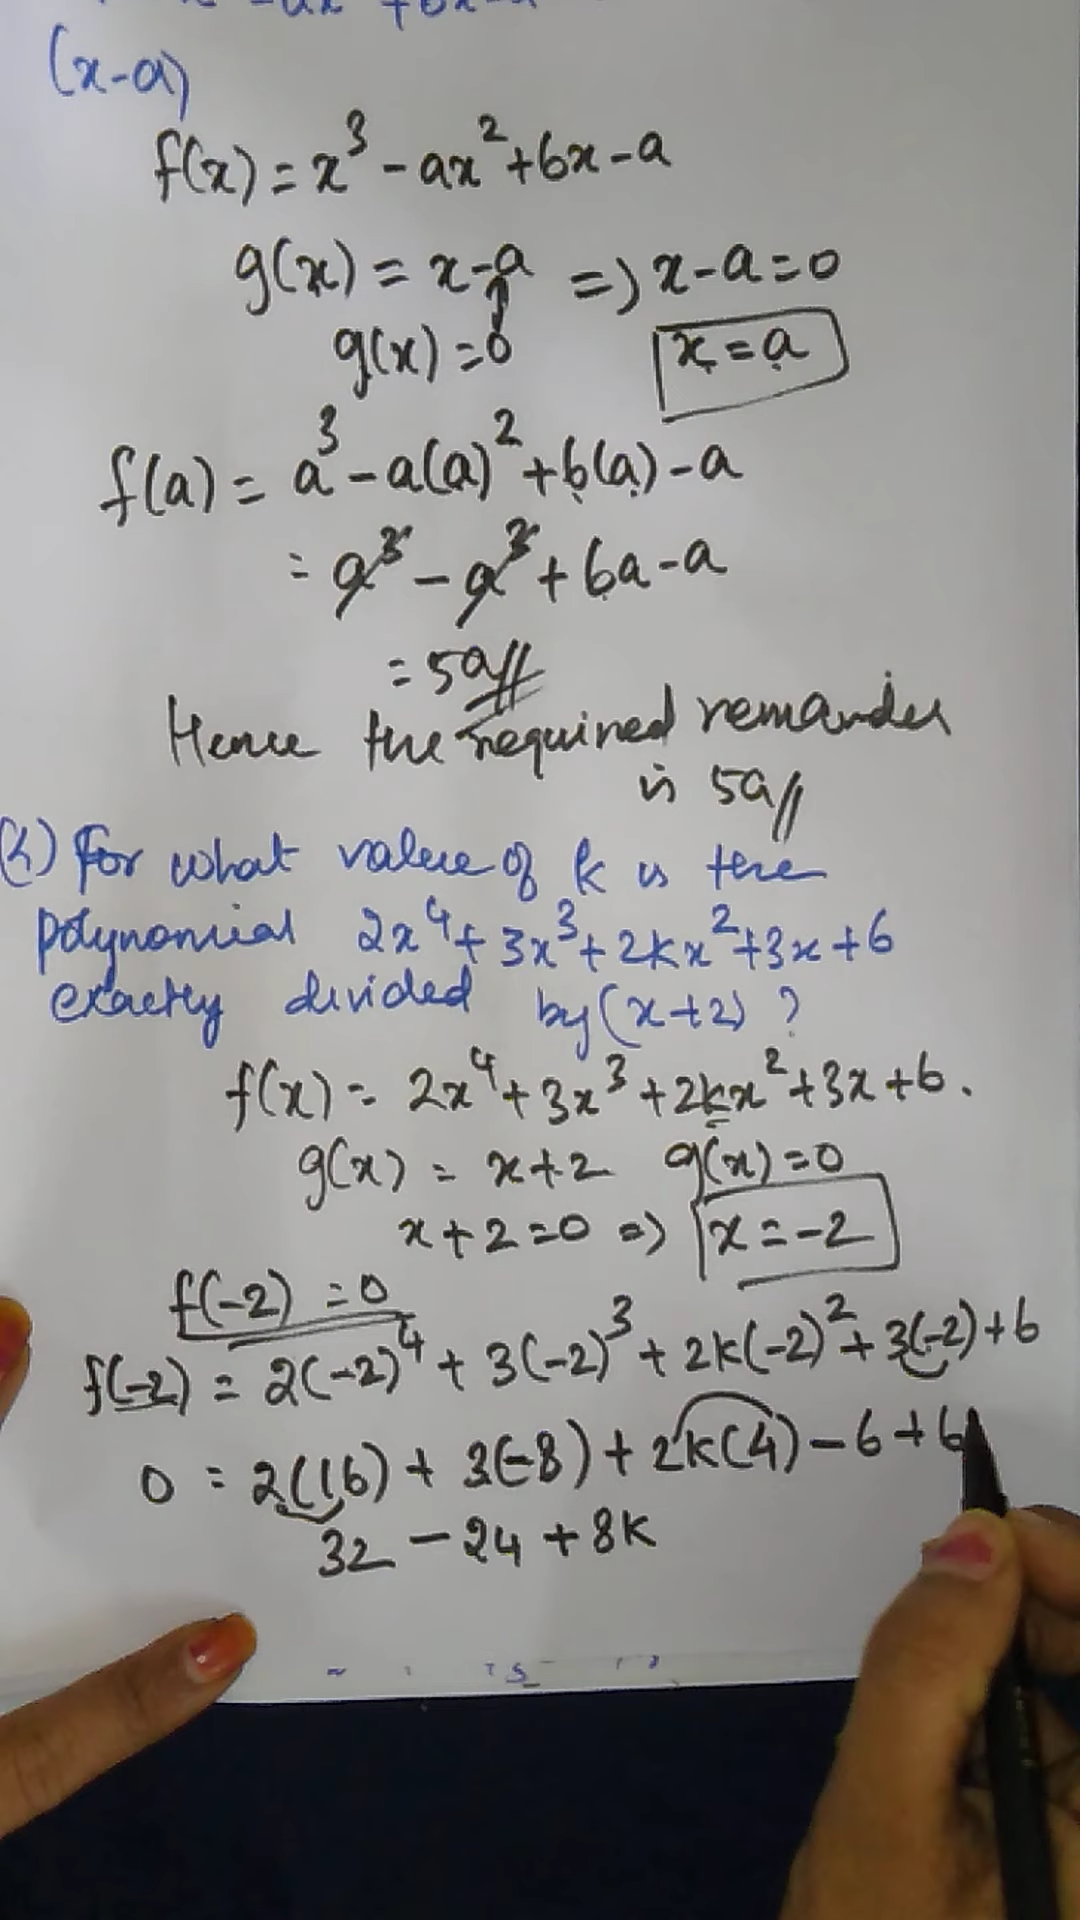 (x-a)
f(x) = x³ - ax² + 6x - a
g(x) = x-a => x-a=0
g(x) = 0 x = a
f(a) = a³ - a(a)² + 6(a) - a
= a³ - a³ + 6a - a
= 5a//
Hence the required remainder
is 5a//
For what value of k is the
polynomial 2x⁴ + 3x³ + 2kx² + 3x + 6
exactly divided by (x+2) ?
f(x) = 2x⁴ + 3x³ + 2kx² + 3x + 6.
g(x) = x+2 g(x) = 0
x+2=0 => x = -2
f(-2) = 0
f(-2) = 2(-2)⁴ + 3(-2)³ + 2k(-2)² + 3(-2) + 6
0 = 2(16) + 3(-8) + 2k(4) - 6 + 6
32 - 24 + 8k